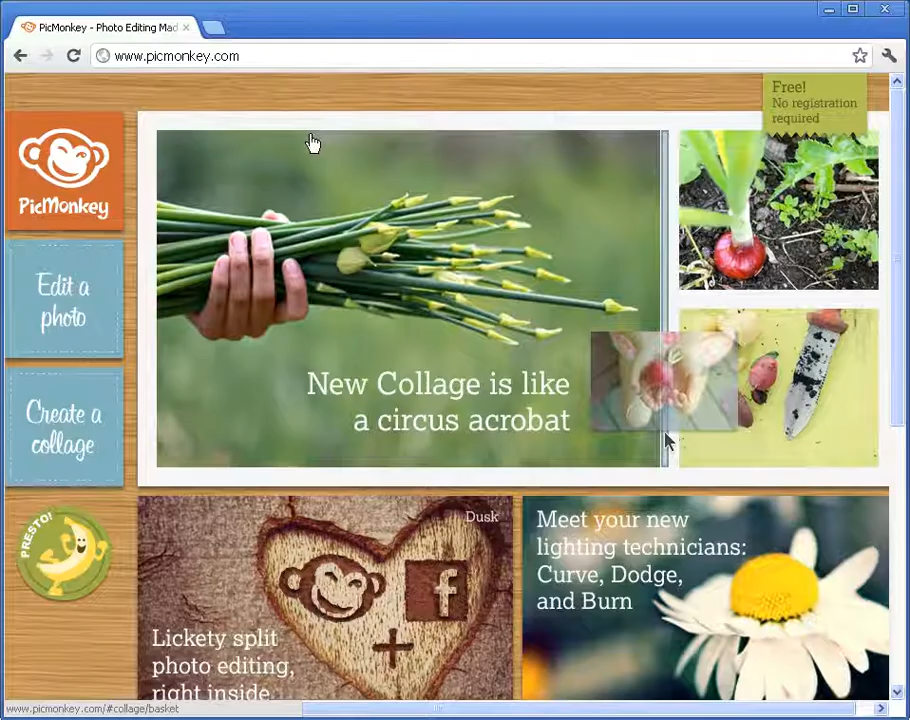 PicMonkey - Photo Editing Mad
www.picmonkey.com
Free!
No registration
required
PicMonkey
Edit a
photo
Create a
collage
New Collage is like
a circus acrobat
PRESTO!
Dusk
Lickety split
photo editing,
right inside
f
+
Meet your new
lighting technicians:
Curve, Dodge,
and Burn
www.picmonkey.com/#collage/basket